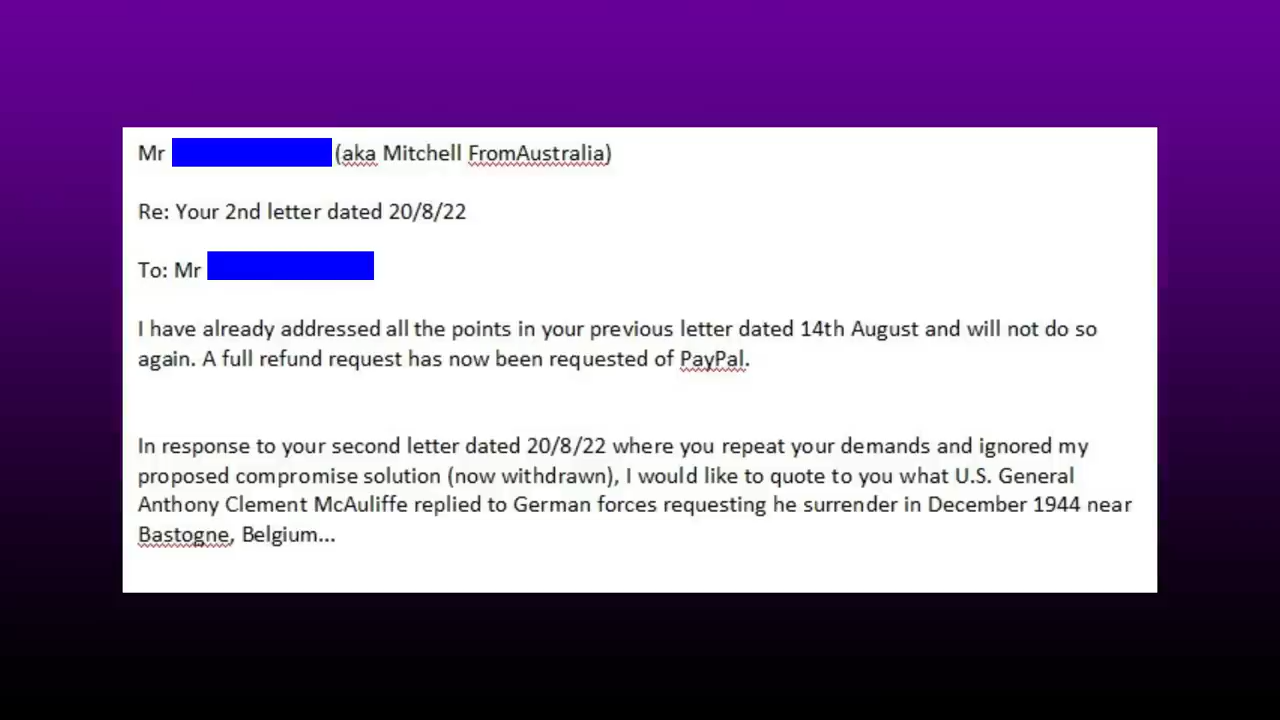 Mr (aka Mitchell FromAustralia)
Re: Your 2nd letter dated 20/8/22
To: Mr
I have already addressed all the points in your previous letter dated 14th August and will not do so
again. A full refund request has now been requested of PayPal.
In response to your second letter dated 20/8/22 where you repeat your demands and ignored my
proposed compromise solution (now withdrawn), I would like to quote to you what U.S. General
Anthony Clement McAuliffe replied to German forces requesting he surrender in December 1944 near
Bastogne, Belgium...